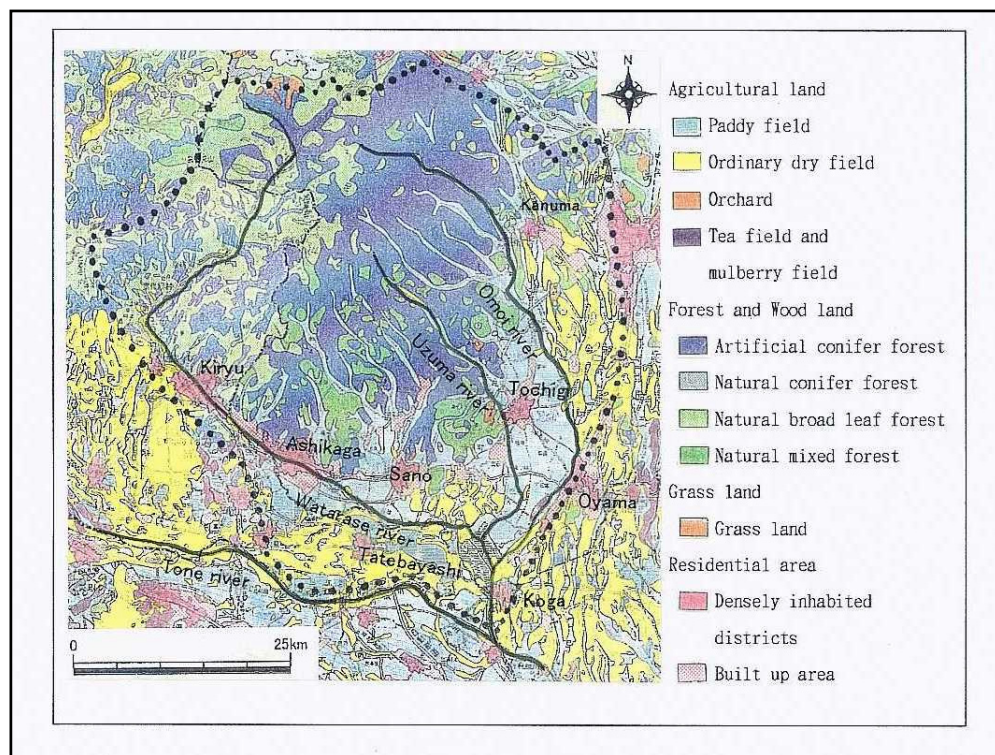 N
Agricultural land
Paddy field
Ordinary dry field
Orchard
Tea field and
mulberry field
Forest and Wood land
Artificial conifer forest
Natural conifer forest
Natural broad leaf forest
Natural mixed forest
Grass land
Grass land
Residential area
Densely inhabited
districts
Built up area
Kanuma
Omoi river
Uzuma river
Tochigi
Kiryu
Ashikaga
Sano
Oyama
Watarase river
Tatebayashi
Tone river
Koga
0 25km